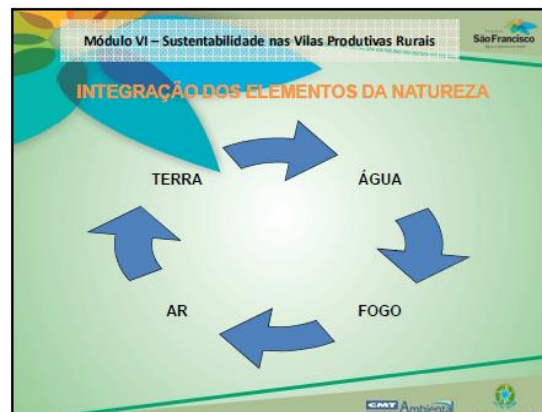 Módulo VI – Sustentabilidade nas Vilas Produtivas Rurais
São Francisco
INTEGRAÇÃO DOS ELEMENTOS DA NATUREZA
TERRA
ÁGUA
AR
FOGO
CMT Ambiental